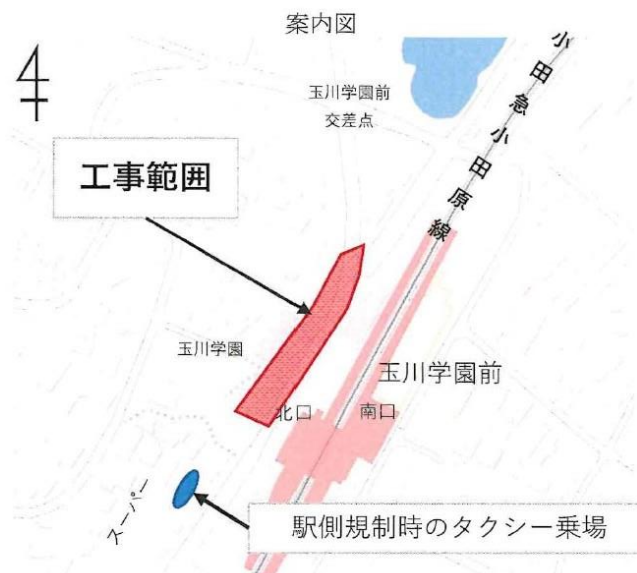 案内図
玉川学園前
交差点
小田急小田原線
工事範囲
玉川学園
玉川学園前
北口
南口
スーパー
駅側規制時のタクシー乗場